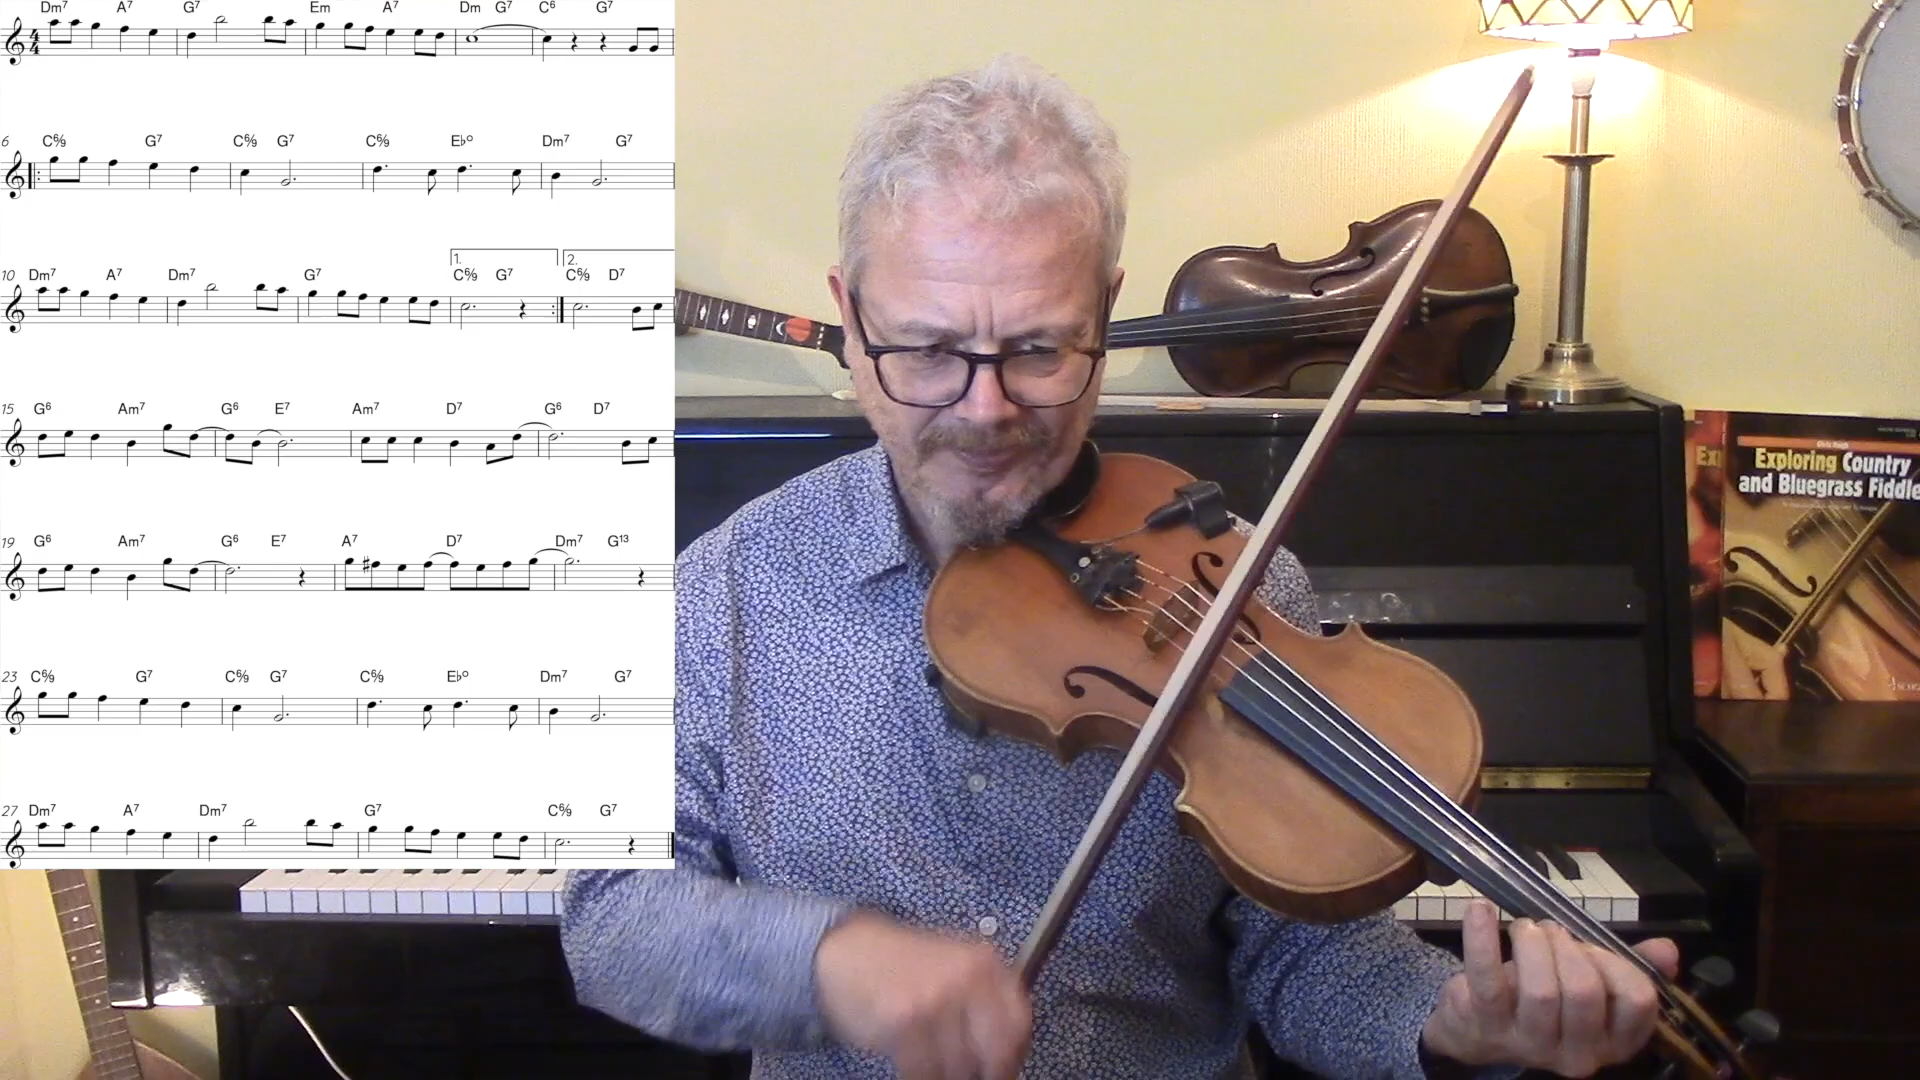 Dm7 A7 G7 Em A7 Dm G7 C6 G7
4
4
6 C6/9 G7 C6/9 G7 C6/9 E♭o Dm7 G7
1. 2.
10 Dm7 A7 Dm7 G7 C6/9 G7 C6/9 D7
15 G6 Am7 G6 E7 Am7 D7 G6 D7
19 G6 Am7 G6 E7 A7 D7 Dm7 G13
23 C6/9 G7 C6/9 G7 C6/9 E♭o Dm7 G7
27 Dm7 A7 Dm7 G7 C6/9 G7
Exploring Country
and Bluegrass Fiddle